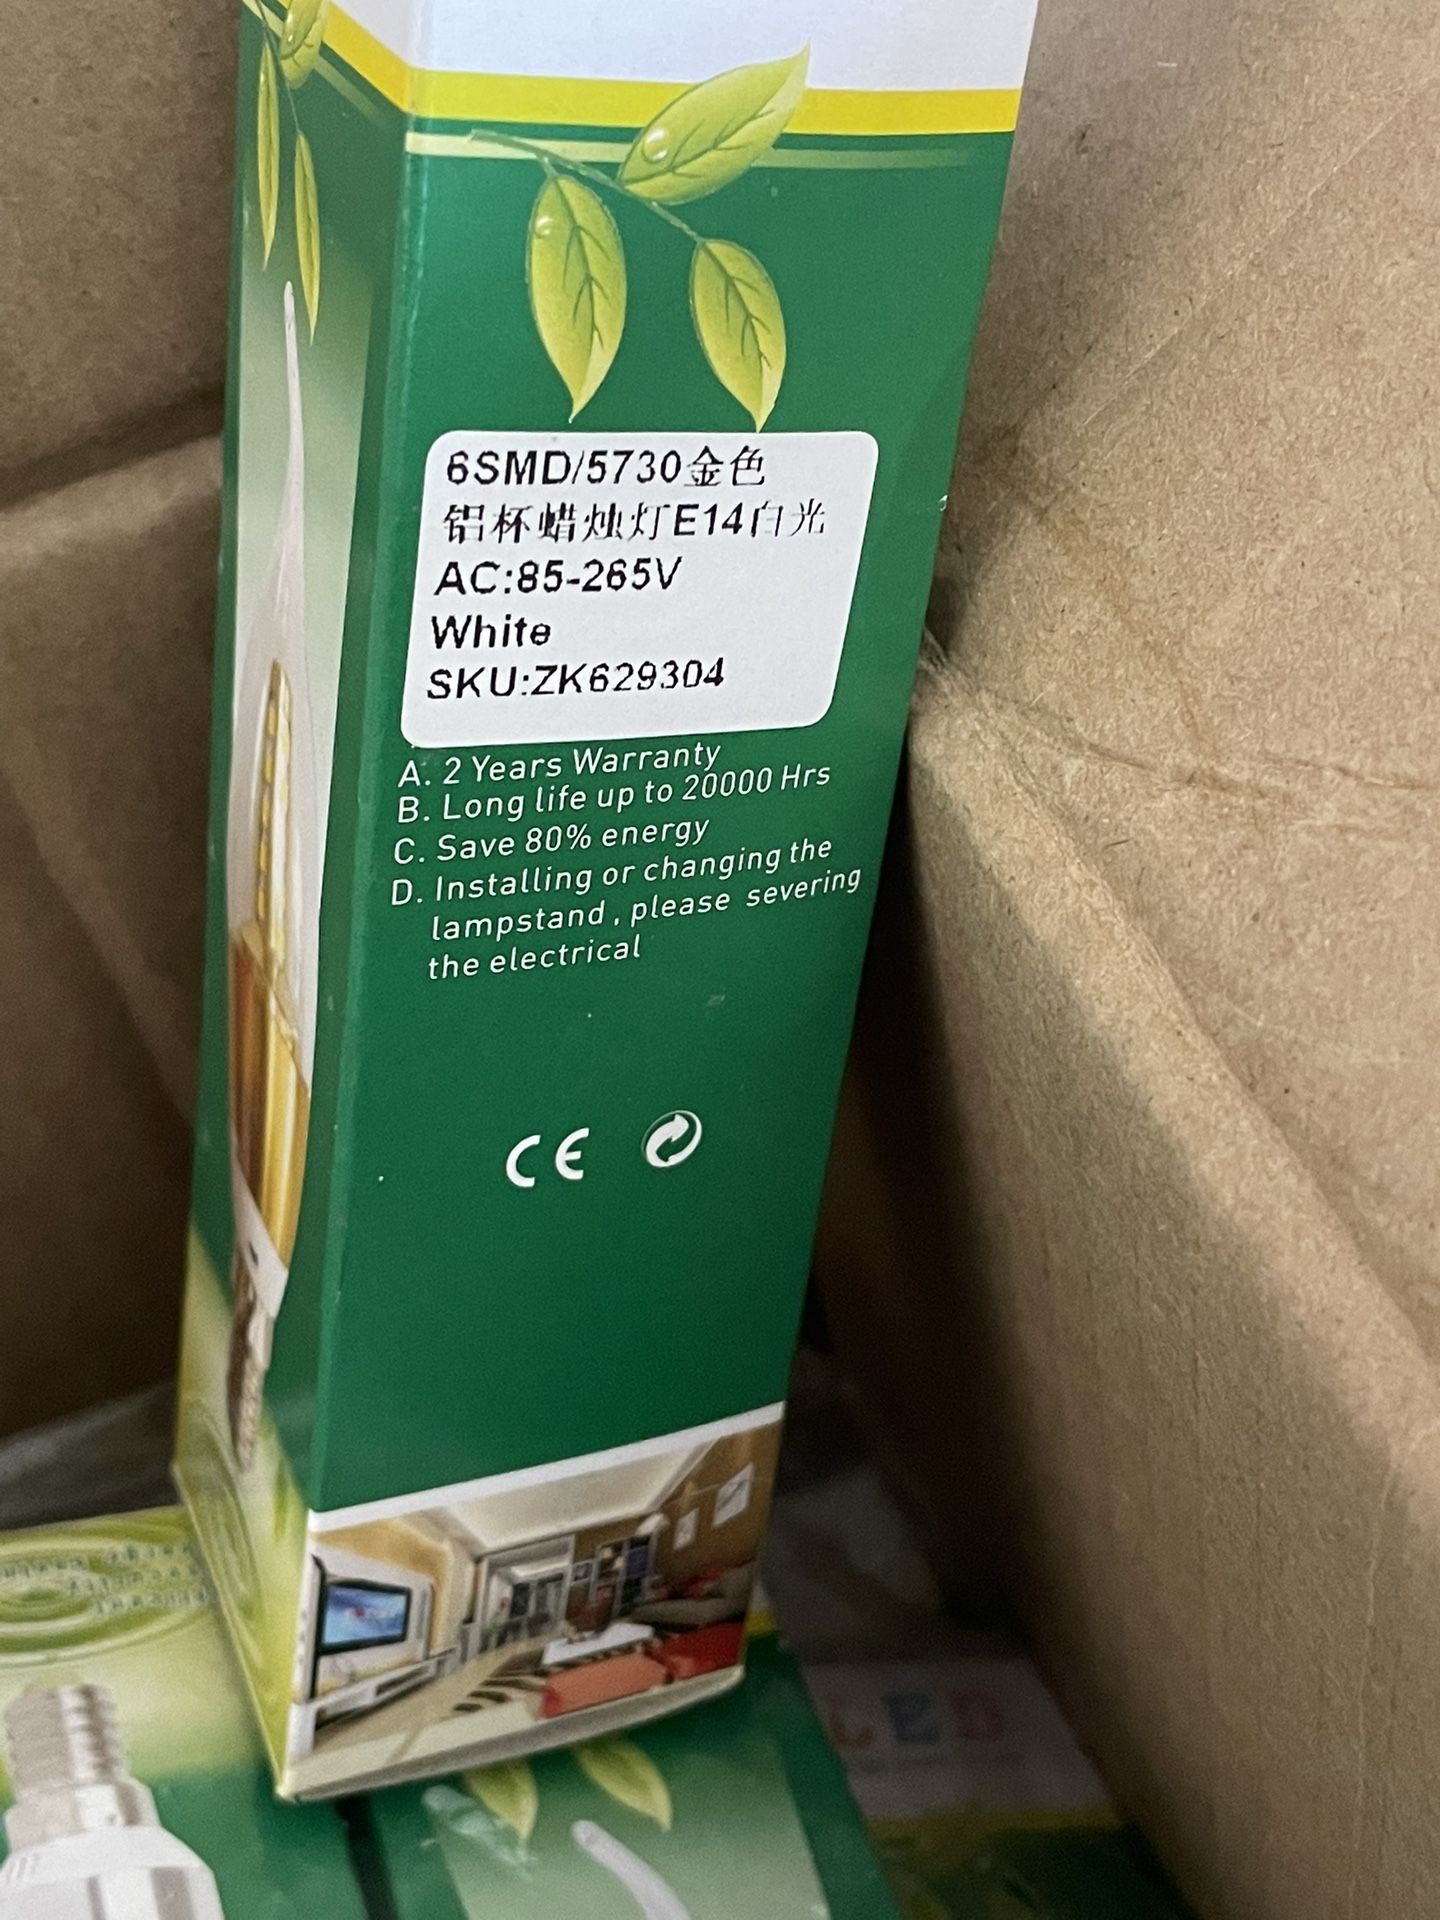 6SMD/5730金色
铝杯蜡烛灯E14白光
AC:85-265V
White
SKU:ZK629304
A. 2 Years Warranty
B. Long life up to 20000 Hrs
C. Save 80% energy
D. Installing or changing the
lampstand , please severing
the electrical
CE
LED